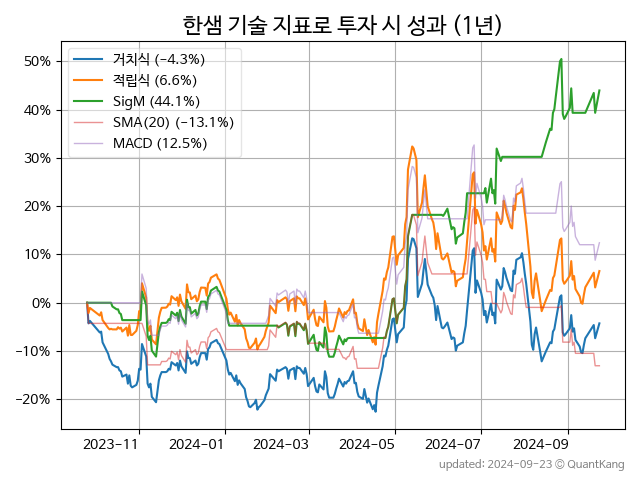 한샘 기술 지표로 투자 시 성과 (1년)
거치식 (−4.3%)
적립식 (6.6%)
SigM (44.1%)
SMA(20) (−13.1%)
MACD (12.5%)
50%
40%
30%
20%
10%
0%
−10%
−20%
2023−11
2024−01
2024−03
2024−05
2024−07
2024−09
updated: 2024−09−23 ⓒ QuantKang